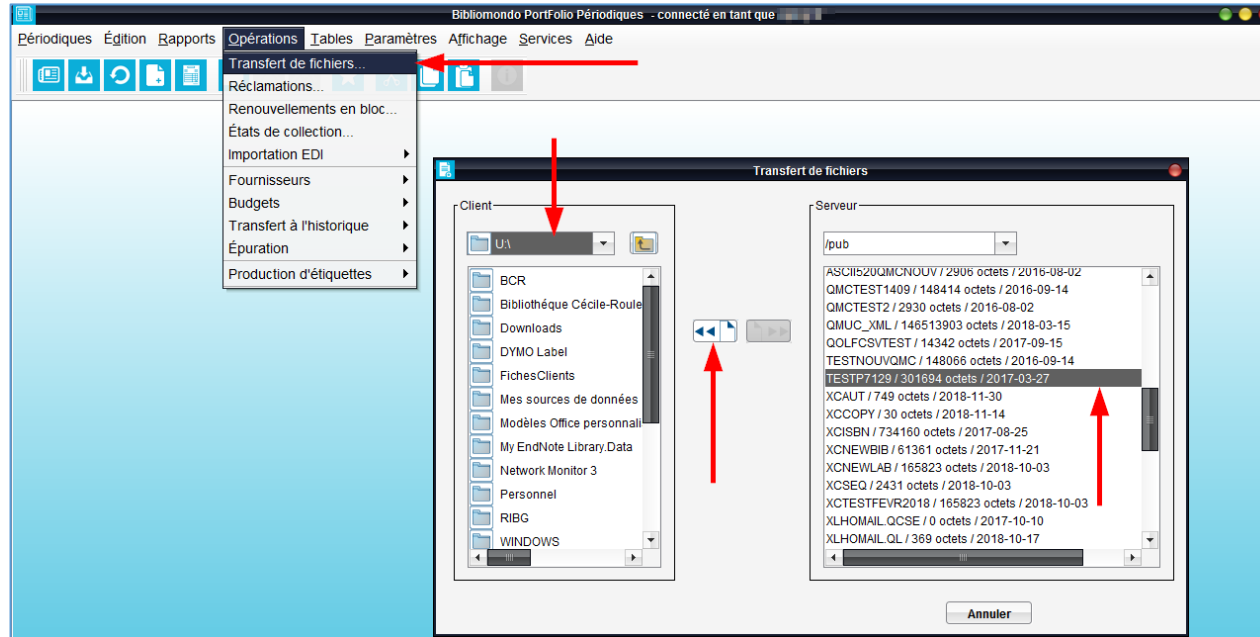 Bibliomondo PortFolio Périodiques - connecté en tant que
Périodiques Édition Rapports Opérations Tables Paramètres Affichage Services Aide
Transfert de fichiers...
Réclamations...
Renouvellements en bloc...
États de collection...
Importation EDI
Fournisseurs
Budgets
Transfert à l'historique
Épuration
Production d'étiquettes
Transfert de fichiers
Client
U:\
BCR
Bibliothéque Cécile-Roule
Downloads
DYMO Label
FichesClients
Mes sources de données
Modèles Office personnali
My EndNote Library.Data
Network Monitor 3
Personnel
RIBG
WINDOWS
Serveur
/pub
ASCII520QMCNOUV / 2906 octets / 2016-08-02
QMCTEST1409 / 148414 octets / 2016-09-14
QMCTEST2 / 2930 octets / 2016-08-02
QMUC_XML / 146513903 octets / 2018-03-15
QOLFCSVTEST / 14342 octets / 2017-09-15
TESTNOUVQMC / 148066 octets / 2016-09-14
TESTP7129 / 301694 octets / 2017-03-27
XCAUT / 749 octets / 2018-11-30
XCCOPY / 30 octets / 2018-11-14
XCISBN / 734160 octets / 2017-08-25
XCNEWBIB / 61361 octets / 2017-11-21
XCNEWLAB / 165823 octets / 2018-10-03
XCSEQ / 2431 octets / 2018-10-03
XCTESTFEVR2018 / 165823 octets / 2018-10-03
XLHOMAIL.QCSE / 0 octets / 2017-10-10
XLHOMAIL.QL / 369 octets / 2018-10-17
Annuler